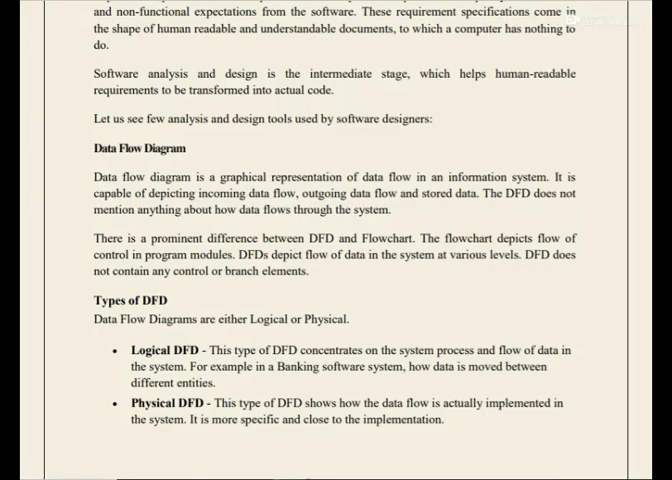 and non-functional expectations from the software. These requirement specifications come in
the shape of human readable and understandable documents, to which a computer has nothing to
do.
Software analysis and design is the intermediate stage, which helps human-readable
requirements to be transformed into actual code.
Let us see few analysis and design tools used by software designers:
Data Flow Diagram
Data flow diagram is a graphical representation of data flow in an information system. It is
capable of depicting incoming data flow, outgoing data flow and stored data. The DFD does not
mention anything about how data flows through the system.
There is a prominent difference between DFD and Flowchart. The flowchart depicts flow of
control in program modules. DFDs depict flow of data in the system at various levels. DFD does
not contain any control or branch elements.
Types of DFD
Data Flow Diagrams are either Logical or Physical.
• Logical DFD - This type of DFD concentrates on the system process and flow of data in
the system. For example in a Banking software system, how data is moved between
different entities.
• Physical DFD - This type of DFD shows how the data flow is actually implemented in
the system. It is more specific and close to the implementation.